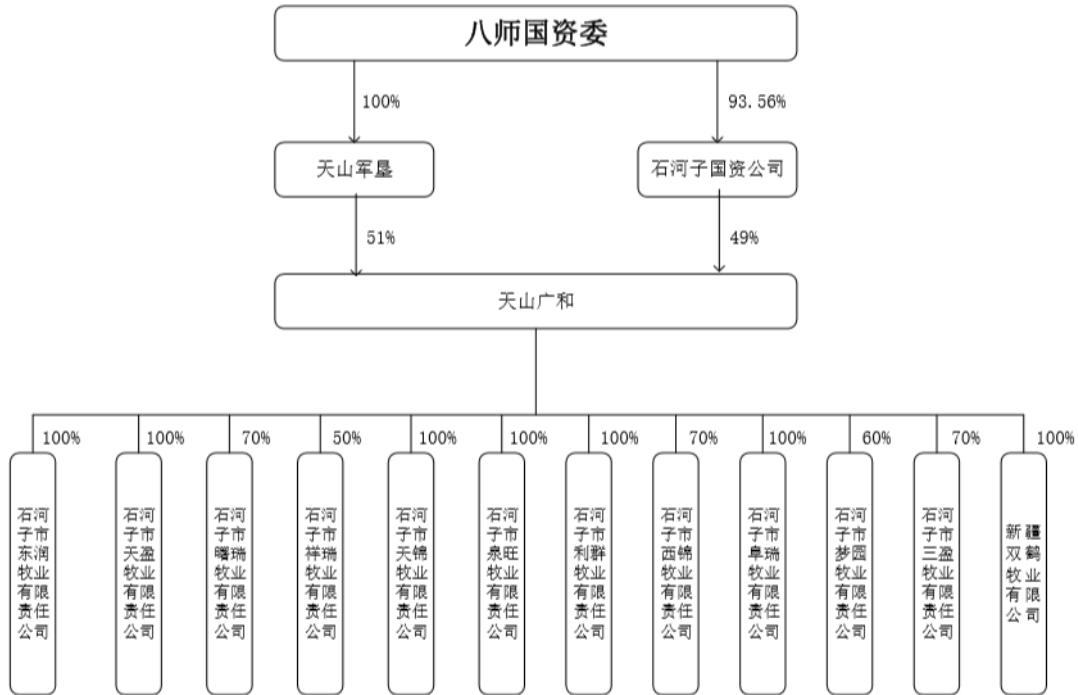 八师国资委
100%
93.56%
天山军垦
石河子国资公司
51%
49%
天山广和
100%
100%
70%
50%
100%
100%
100%
70%
100%
60%
70%
100%
石河子市东润牧业有限责任公司
石河子市天盈牧业有限责任公司
石河子市曙瑞牧业有限责任公司
石河子市祥瑞牧业有限责任公司
石河子市天锦牧业有限责任公司
石河子市泉旺牧业有限责任公司
石河子市利群牧业有限责任公司
石河子市西锦牧业有限责任公司
石河子市阜瑞牧业有限责任公司
石河子市梦园牧业有限责任公司
石河子市三盈牧业有限责任公司
新疆双鹤牧业有限公司